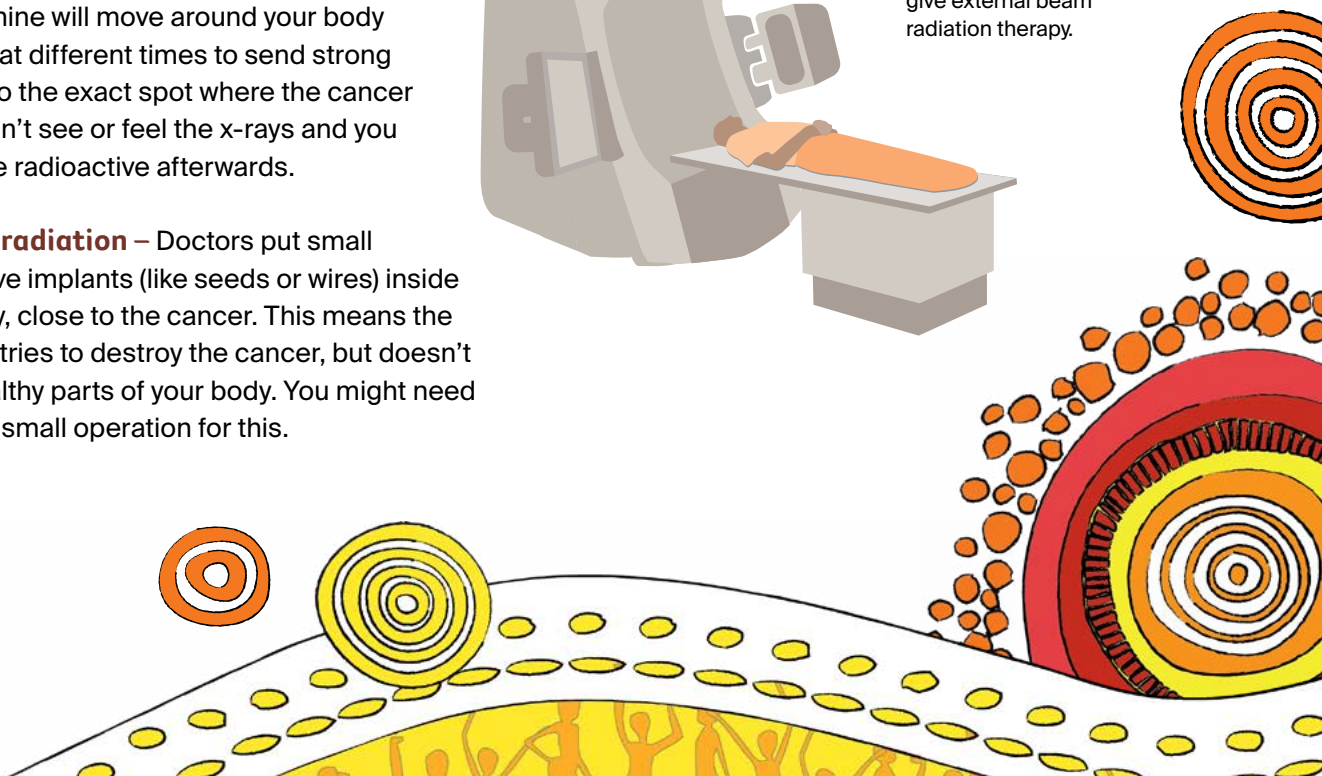 hine will move around your body
at different times to send strong
o the exact spot where the cancer
n't see or feel the x-rays and you
e radioactive afterwards.
radiation – Doctors put small
ve implants (like seeds or wires) inside
y, close to the cancer. This means the
tries to destroy the cancer, but doesn't
lthy parts of your body. You might need
small operation for this.
give external beam
radiation therapy.